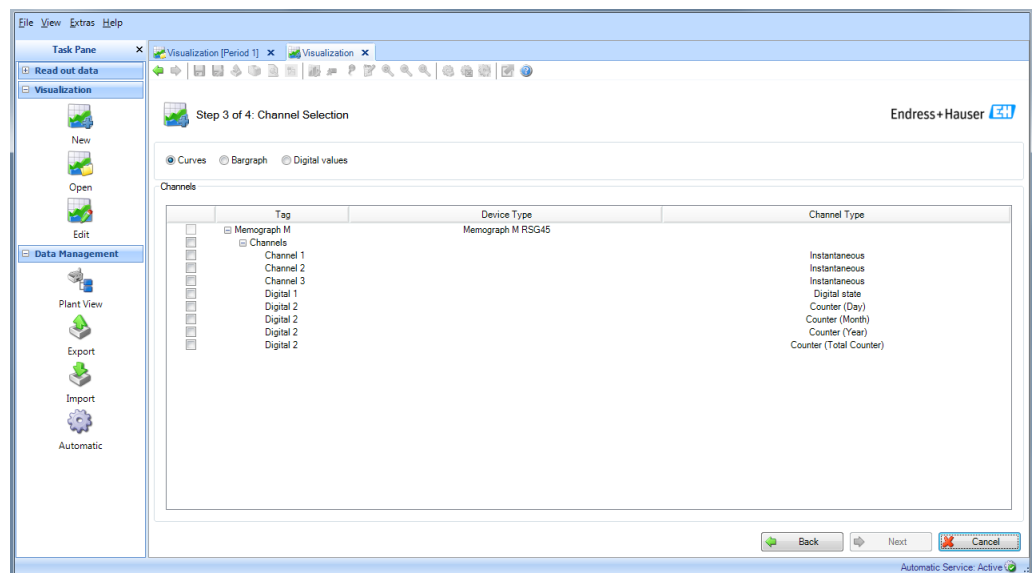 File View Extras Help
Task Pane
Read out data
Visualization
New
Open
Edit
Data Management
Plant View
Export
Import
Automatic
Visualization [Period 1]
Visualization
Step 3 of 4: Channel Selection
Endress+Hauser EH
Curves Bargraph Digital values
Channels
Tag Device Type Channel Type
Memograph M Memograph M RSG45
Channels
Channel 1 Instantaneous
Channel 2 Instantaneous
Channel 3 Instantaneous
Digital 1 Digital state
Digital 2 Counter (Day)
Digital 2 Counter (Month)
Digital 2 Counter (Year)
Digital 2 Counter (Total Counter)
Back Next Cancel
Automatic Service: Active